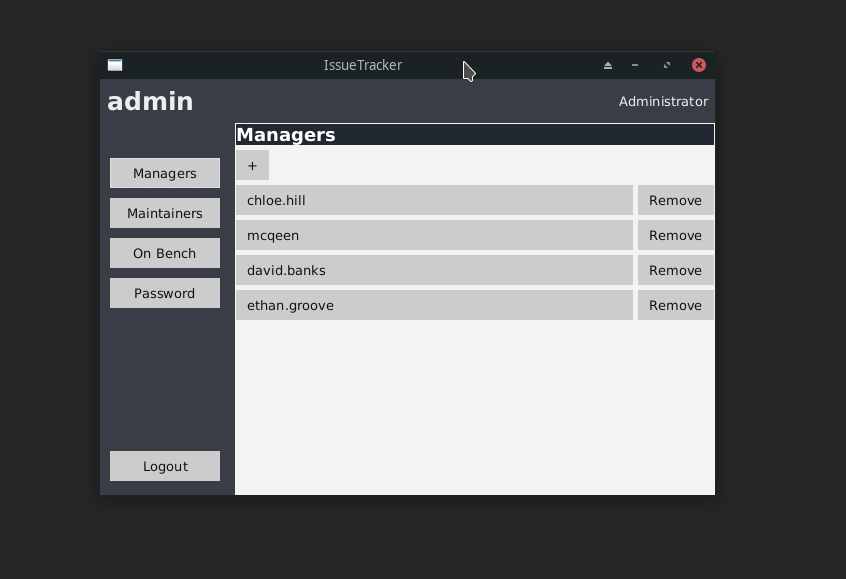 IssueTracker
admin
Administrator
Managers
Maintainers
On Bench
Password
Logout
Managers
+
chloe.hill Remove
mcqeen Remove
david.banks Remove
ethan.groove Remove